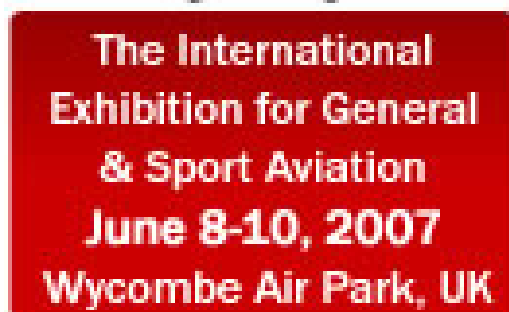 The International
Exhibition for General
& Sport Aviation
June 8-10, 2007
Wycombe Air Park, UK